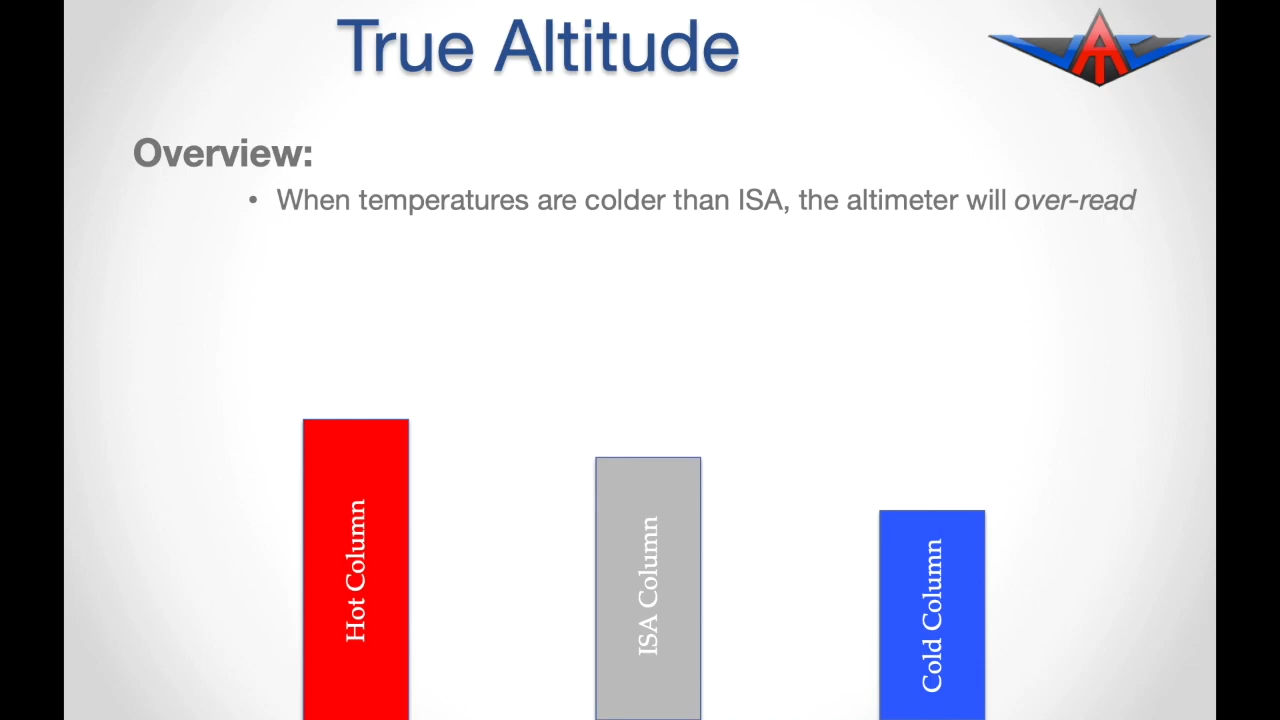 True Altitude
Overview:
• When temperatures are colder than ISA, the altimeter will over-read
Hot Column
ISA Column
Cold Column